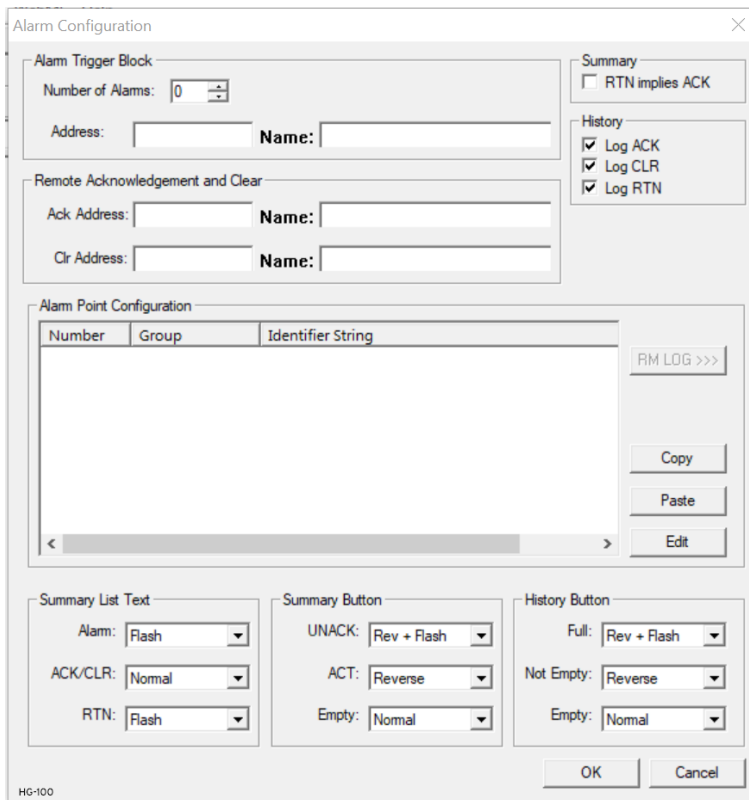 Alarm Configuration
Alarm Trigger Block
Number of Alarms: 0
Address:
Name:
Summary
RTN implies ACK
History
Log ACK
Log CLR
Log RTN
Remote Acknowledgement and Clear
Ack Address:
Name:
Clr Address:
Name:
Alarm Point Configuration
Number Group Identifier String
RM LOG >>>
Copy
Paste
Edit
Summary List Text
Alarm: Flash
ACK/CLR: Normal
RTN: Flash
Summary Button
UNACK: Rev + Flash
ACT: Reverse
Empty: Normal
History Button
Full: Rev + Flash
Not Empty: Reverse
Empty: Normal
OK
Cancel
HG-100